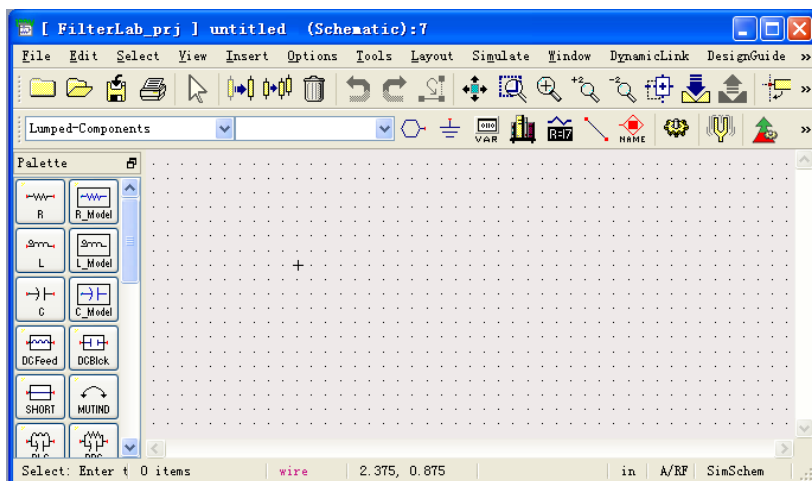 [ FilterLab_prj ] untitled (Schematic):7
File Edit Select View Insert Options Tools Layout Simulate Window DynamicLink DesignGuide »
+2 -2 »
Lumped-Components VAR NAME »
Palette
R R_Model
L L_Model
C C_Model
DCFeed DCBlck
SHORT MUTIND
Select: Enter t 0 items wire 2.375, 0.875 in A/RF SimSchem